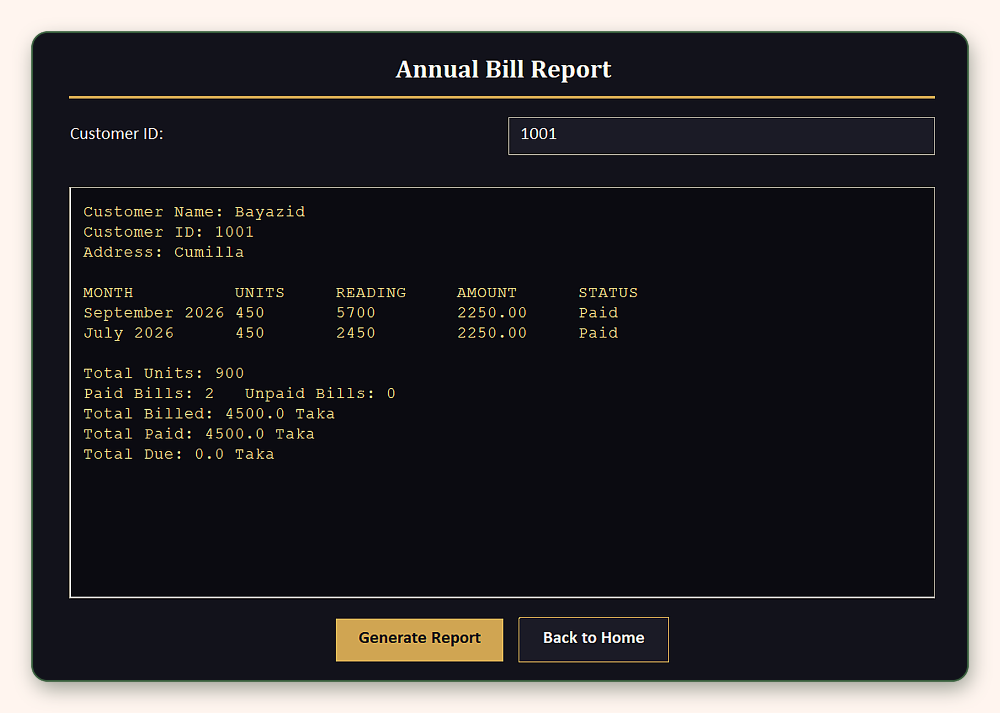 Annual Bill Report
Customer ID: 1001
Customer Name: Bayazid
Customer ID: 1001
Address: Cumilla
MONTH UNITS READING AMOUNT STATUS
September 2026 450 5700 2250.00 Paid
July 2026 450 2450 2250.00 Paid
Total Units: 900
Paid Bills: 2 Unpaid Bills: 0
Total Billed: 4500.0 Taka
Total Paid: 4500.0 Taka
Total Due: 0.0 Taka
Generate Report Back to Home